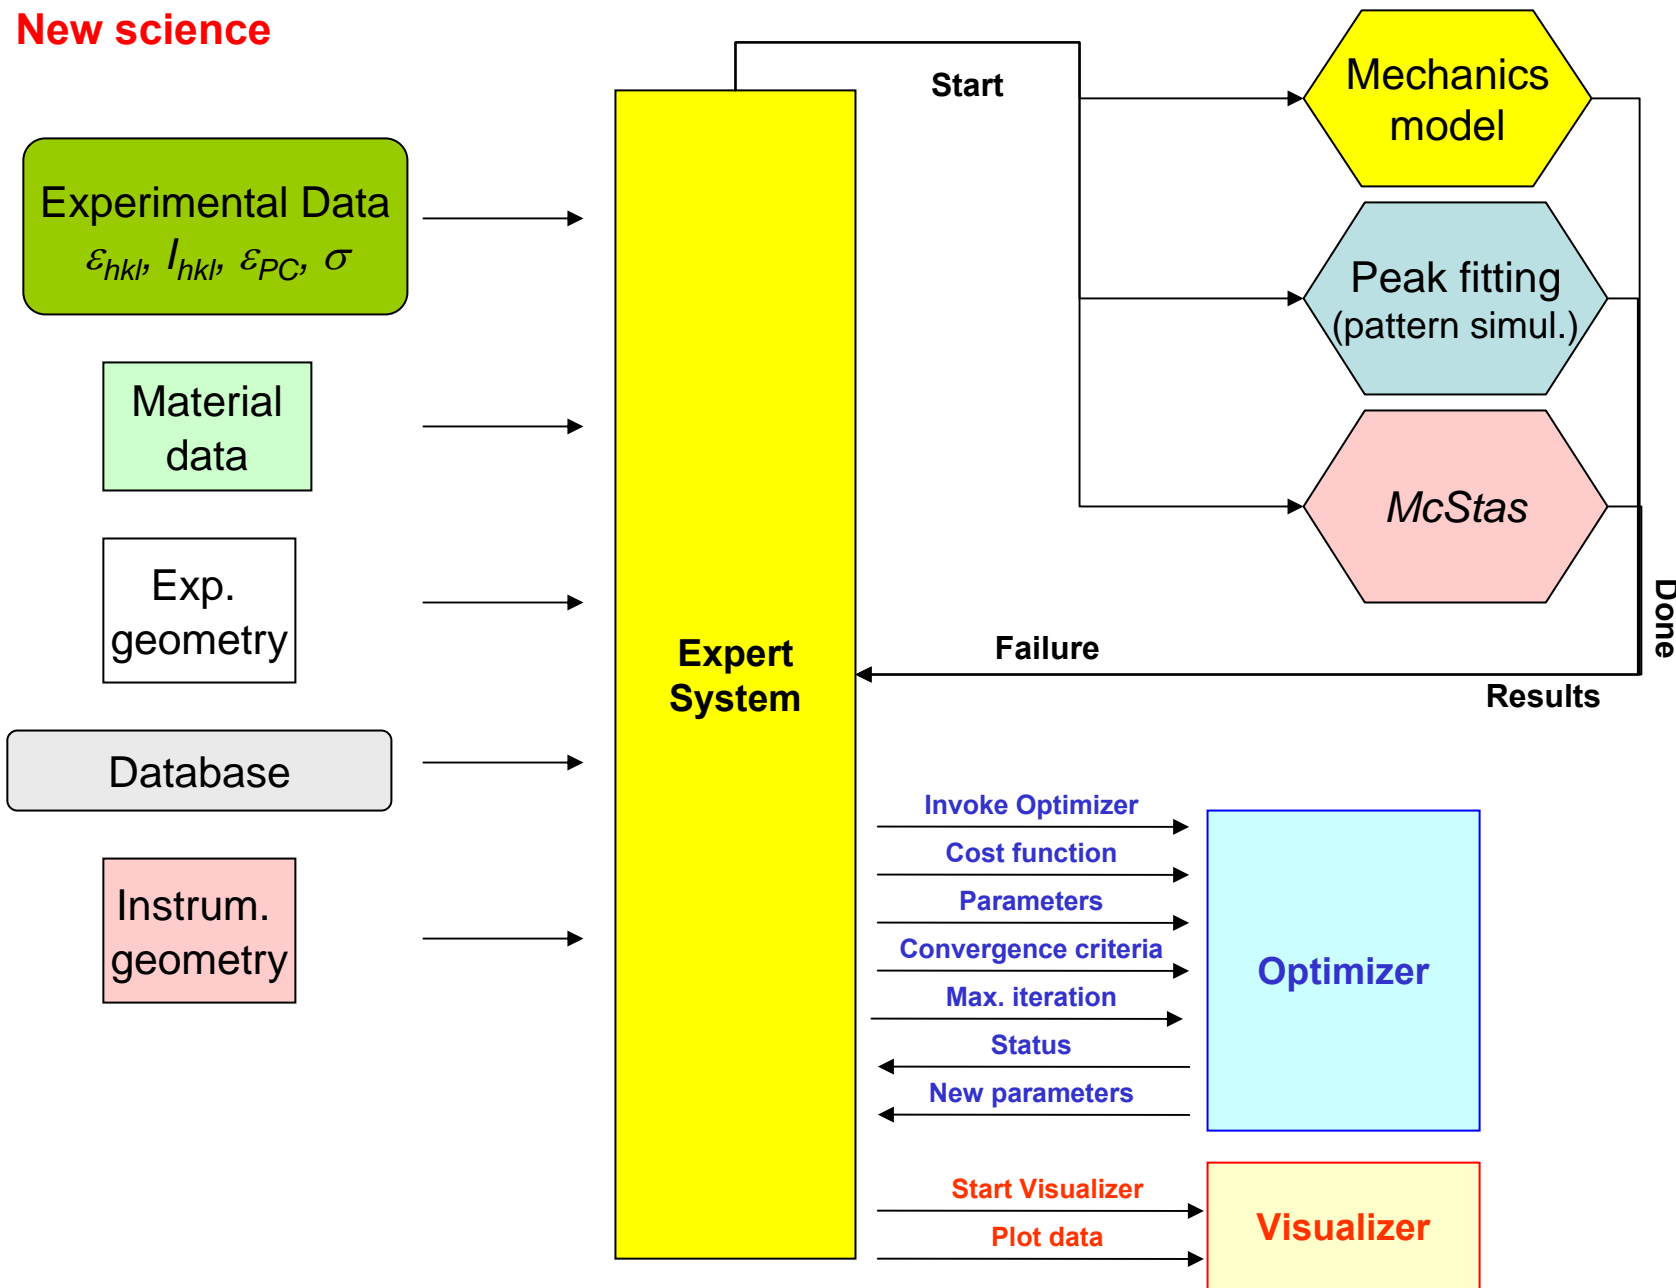 New science
Start
Mechanics
model
Experimental Data
εhkl, Ihkl, εPC, σ
Peak fitting
(pattern simul.)
Material
data
McStas
Exp.
geometry
Done
Expert
System
Failure
Results
Database
Invoke Optimizer
Cost function
Parameters
Convergence criteria
Max. iteration
Status
New parameters
Optimizer
Instrum.
geometry
Start Visualizer
Plot data
Visualizer